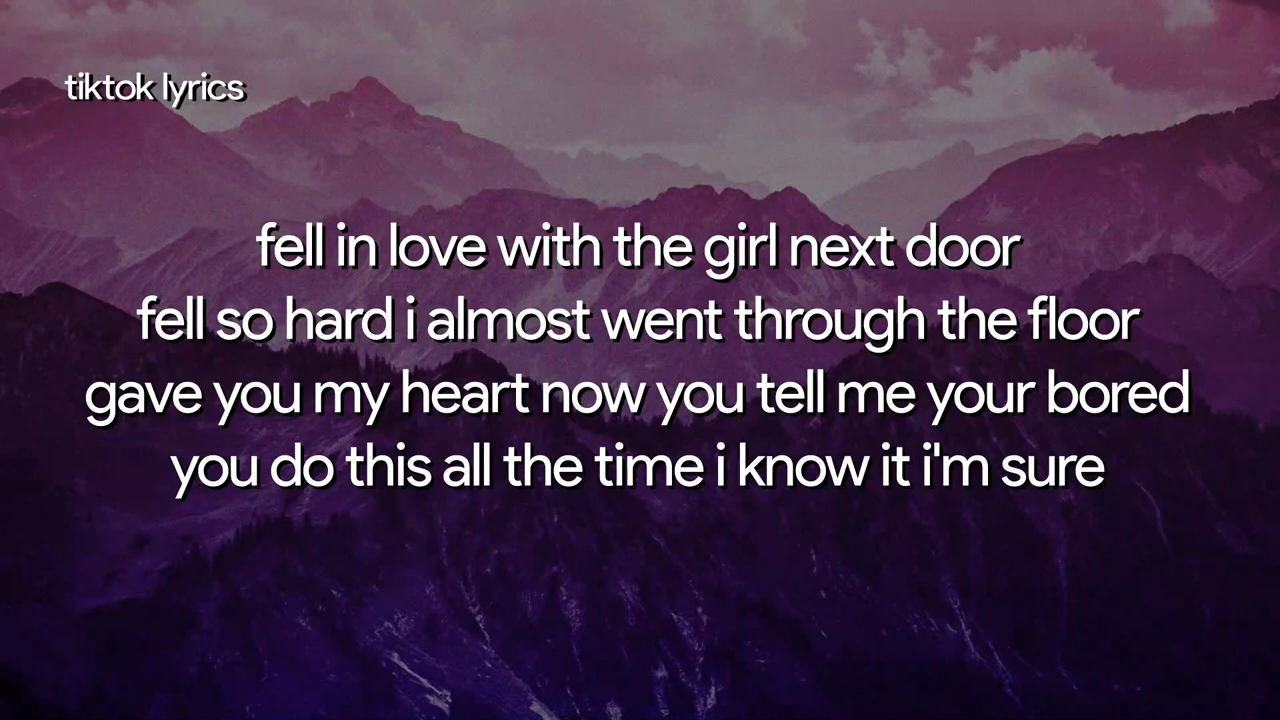 tiktok lyrics
fell in love with the girl next door
fell so hard i almost went through the floor
gave you my heart now you tell me your bored
you do this all the time i know it i'm sure